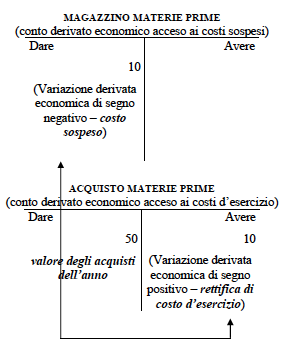 MAGAZZINO MATERIE PRIME
(conto derivato economico acceso ai costi sospesi)
Dare Avere
10
(Variazione derivata
economica di segno
negativo – costo
sospeso)
ACQUISTO MATERIE PRIME
(conto derivato economico acceso ai costi d'esercizio)
Dare Avere
50 10
valore degli acquisti
dell'anno
(Variazione derivata
economica di segno
positivo – rettifica di
costo d'esercizio)